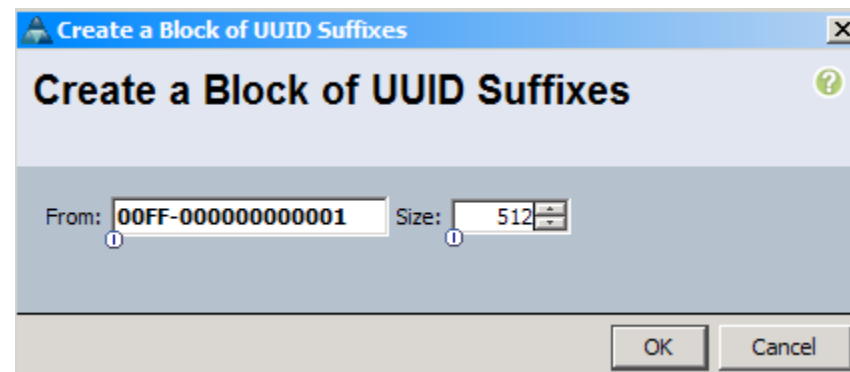 Create a Block of UUID Suffixes
Create a Block of UUID Suffixes
From: 00FF-000000000001 Size: 512
OK Cancel